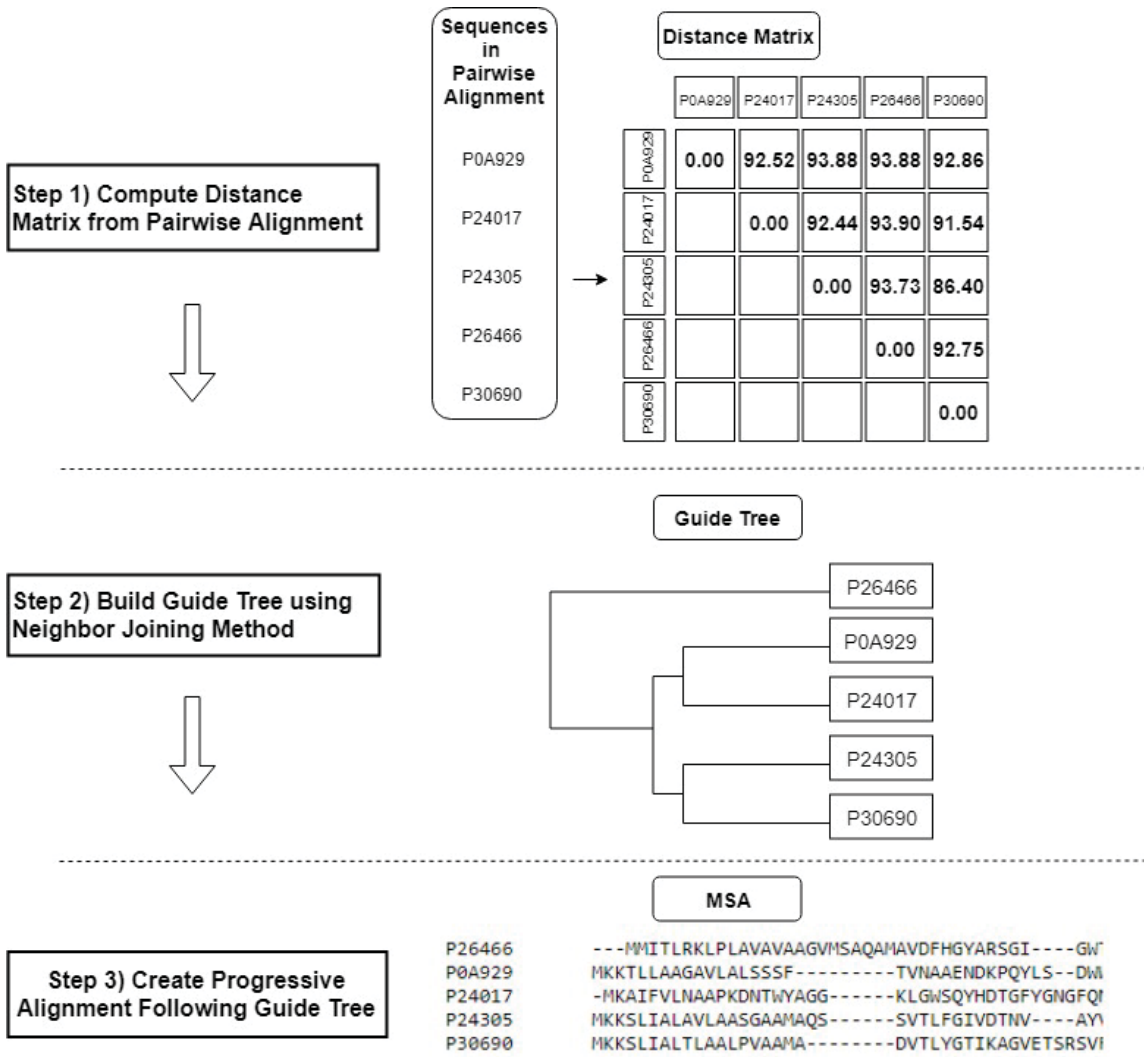 Sequences
in
Pairwise
Alignment
P0A929
P24017
P24305
P26466
P30690
Distance Matrix
P0A929 P24017 P24305 P26466 P30690
P0A929 0.00 92.52 93.88 93.88 92.86
P24017 0.00 92.44 93.90 91.54
P24305 0.00 93.73 86.40
P26466 0.00 92.75
P30690 0.00
Step 1) Compute Distance
Matrix from Pairwise Alignment
Guide Tree
Step 2) Build Guide Tree using
Neighbor Joining Method
P26466
P0A929
P24017
P24305
P30690
MSA
Step 3) Create Progressive
Alignment Following Guide Tree
P26466 ---MMITLRKLPLAVAVAAGVMSAQAMAVDFHGYARSGI----GW
P0A929 MKKTLLAAGAVLALSSSF---------TVNAAENDKPQYLS--DW
P24017 -MKAIFVLNAAPKDNTWYAGG------KLGWSQYHDTGFYGNGFQ
P24305 MKKSLIALAVLAASGAAMAQS------SVTLFGIVDTNV----AY
P30690 MKKSLIALTLAALPVAAMA--------DVTLYGTIKAGVETSRSV